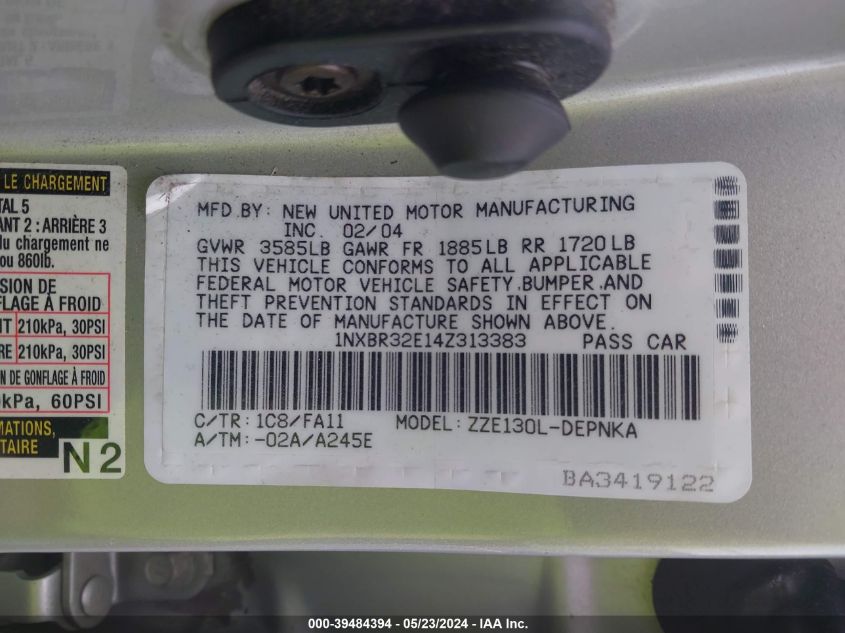 LE CHARGEMENT
TAL 5
ANT 2 : ARRIÈRE 3
du chargement ne
ou 860lb.
SION DE
FLAGE À FROID
T 210kPa, 30PSI
RE 210kPa, 30PSI
ON DE GONFLAGE À FROID
kPa, 60PSI
MATIONS,
TAIRE
N2
MFD.BY: NEW UNITED MOTOR MANUFACTURING
INC. 02/04
GVWR 3585LB GAWR FR 1885LB RR 1720LB
THIS VEHICLE CONFORMS TO ALL APPLICABLE
FEDERAL MOTOR VEHICLE SAFETY.BUMPER.AND
THEFT PREVENTION STANDARDS IN EFFECT ON
THE DATE OF MANUFACTURE SHOWN ABOVE.
1NXBR32E14Z313383 PASS CAR
C/TR: 1C8/FA11 MODEL: ZZE130L-DEPNKA
A/TM:-02A/A245E
BA3419122
000-39484394 - 05/23/2024 - IAA Inc.